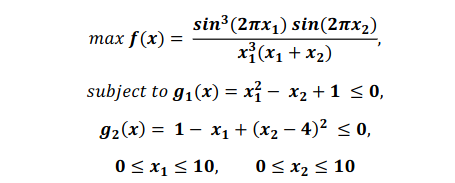 max f(x) = sin³(2πx₁) sin(2πx₂) / x₁³(x₁ + x₂),
subject to g₁(x) = x₁² − x₂ + 1 ≤ 0,
g₂(x) = 1 − x₁ + (x₂ − 4)² ≤ 0,
0 ≤ x₁ ≤ 10, 0 ≤ x₂ ≤ 10